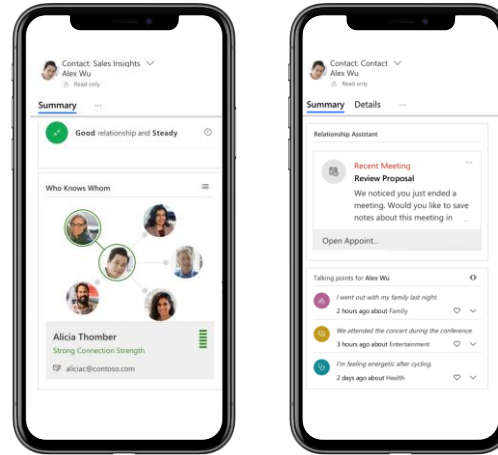 Contact: Sales Insights
Alex Wu
Read only
Summary ...
Good relationship and Steady
Who Knows Whom
Alicia Thomber
Strong Connection Strength
aliciac@contoso.com
Contact: Contact
Alex Wu
Read only
Summary Details ...
Relationship Assistant
Recent Meeting ...
Review Proposal
We noticed you just ended a
meeting. Would you like to save
notes about this meeting in ...
Open Appoint...
Talking points for Alex Wu
I went out with my family last night.
2 hours ago about Family
We attended the concert during the conference.
3 hours ago about Entertainment
I'm feeling energetic after cycling.
2 days ago about Health